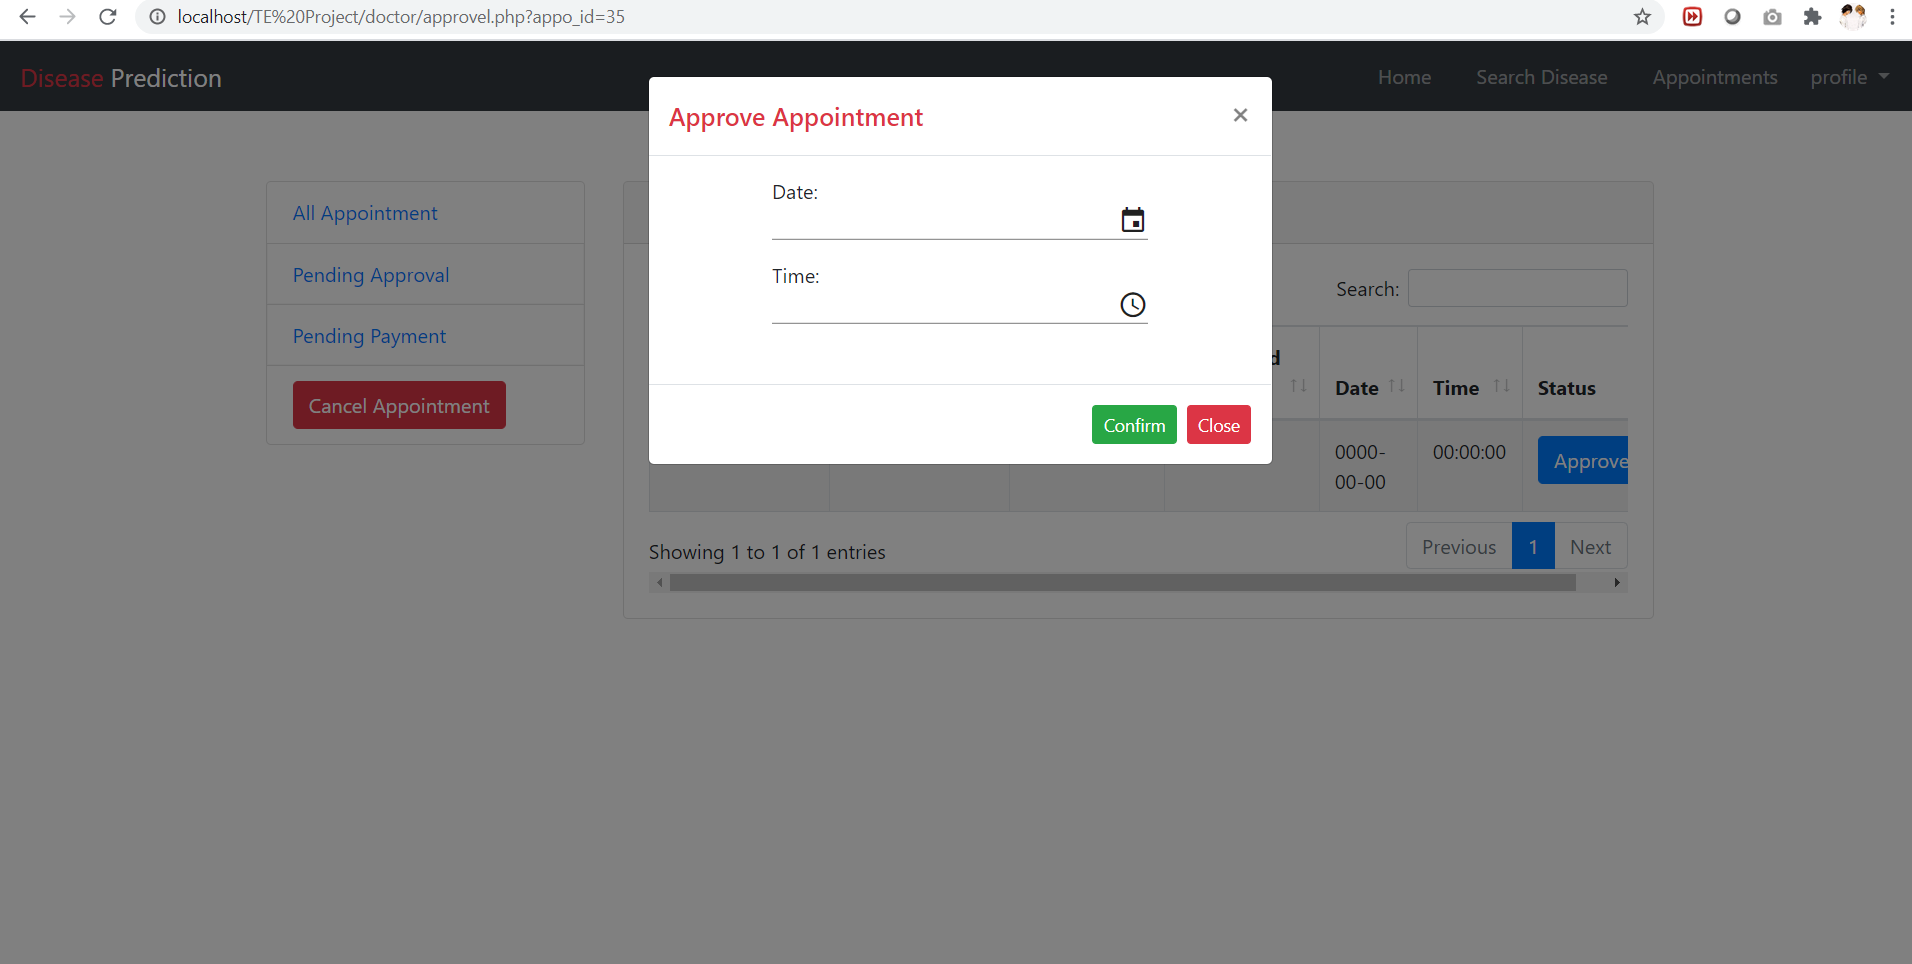 localhost/TE%20Project/doctor/approvel.php?appo_id=35
Disease Prediction
Home
Search Disease
Appointments
profile
Approve Appointment
×
Date:
Time:
Confirm
Close
All Appointment
Pending Approval
Pending Payment
Cancel Appointment
Search:
d
Date
Time
Status
0000-
00-00
00:00:00
Approve
Showing 1 to 1 of 1 entries
Previous
1
Next